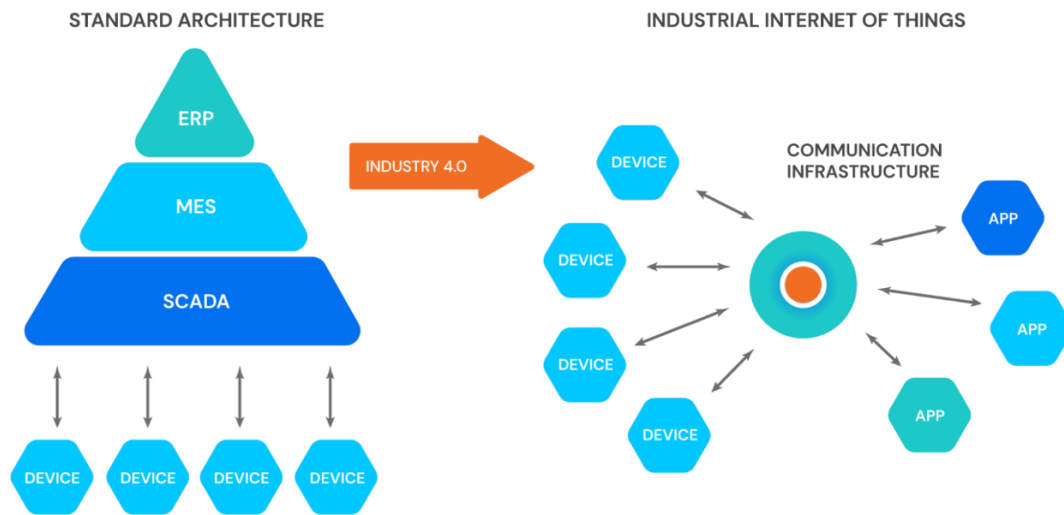 STANDARD ARCHITECTURE
ERP
MES
SCADA
DEVICE
DEVICE
DEVICE
DEVICE
INDUSTRY 4.0
INDUSTRIAL INTERNET OF THINGS
COMMUNICATION
INFRASTRUCTURE
DEVICE
DEVICE
DEVICE
DEVICE
APP
APP
APP